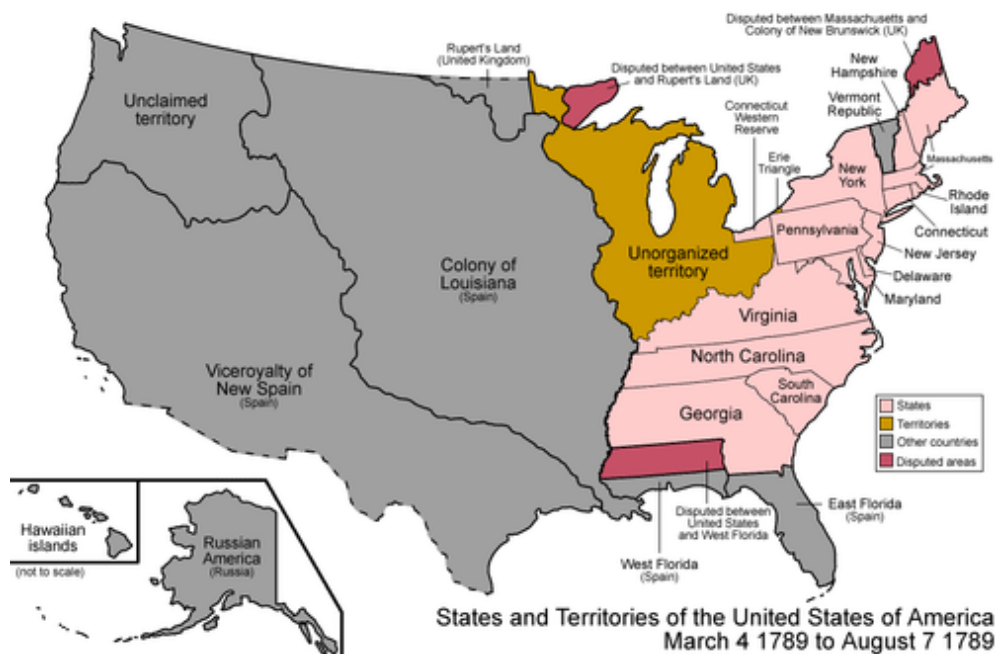 Disputed between Massachusetts and
Colony of New Brunswick (UK)
Rupert's Land
(United Kingdom)
Disputed between United States
and Rupert's Land (UK)
New
Hampshire
Vermont
Republic
Unclaimed
territory
Connecticut
Western
Reserve
Erie
Triangle
Massachusetts
New
York
Rhode
Island
Connecticut
Pennsylvania
New Jersey
Unorganized
territory
Colony of
Louisiana
(Spain)
Delaware
Maryland
Virginia
North Carolina
Viceroyalty of
New Spain
(Spain)
South
Carolina
Georgia
States
Territories
Other countries
Disputed areas
East Florida
(Spain)
Disputed between
United States
and West Florida
West Florida
(Spain)
Hawaiian
islands
(not to scale)
Russian
America
(Russia)
States and Territories of the United States of America
March 4 1789 to August 7 1789